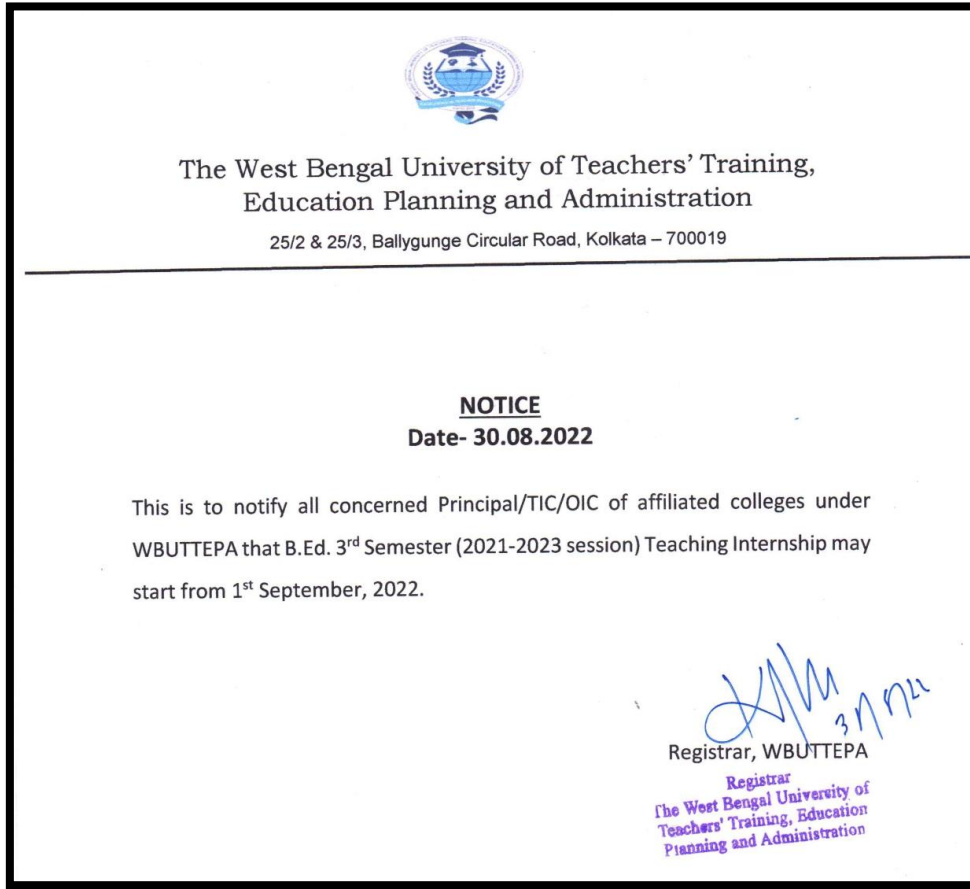 The West Bengal University of Teachers' Training,
Education Planning and Administration
25/2 & 25/3, Ballygunge Circular Road, Kolkata – 700019
NOTICE
Date- 30.08.2022
This is to notify all concerned Principal/TIC/OIC of affiliated colleges under
WBUTTEPA that B.Ed. 3rd Semester (2021-2023 session) Teaching Internship may
start from 1st September, 2022.
Registrar, WBUTTEPA
Registrar
The West Bengal University of
Teachers' Training, Education
Planning and Administration